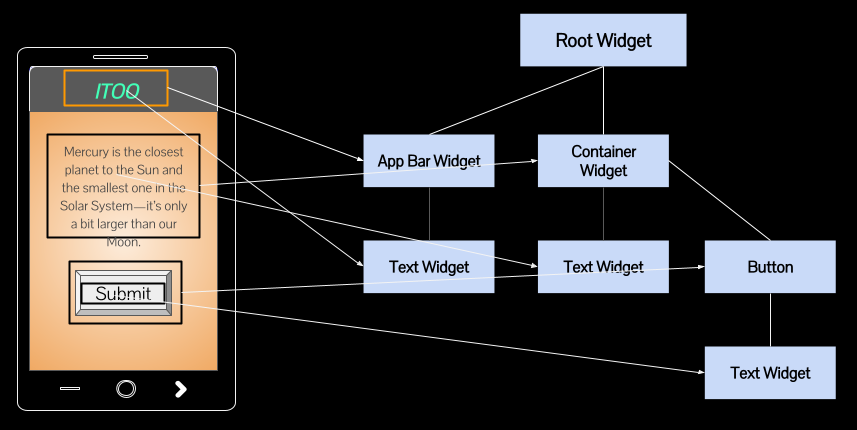 Root Widget
ITOO
App Bar Widget
Container
Widget
Mercury is the closest
planet to the Sun and
the smallest one in the
Solar System—it's only
a bit larger than our
Moon.
Text Widget
Text Widget
Button
Submit
Text Widget